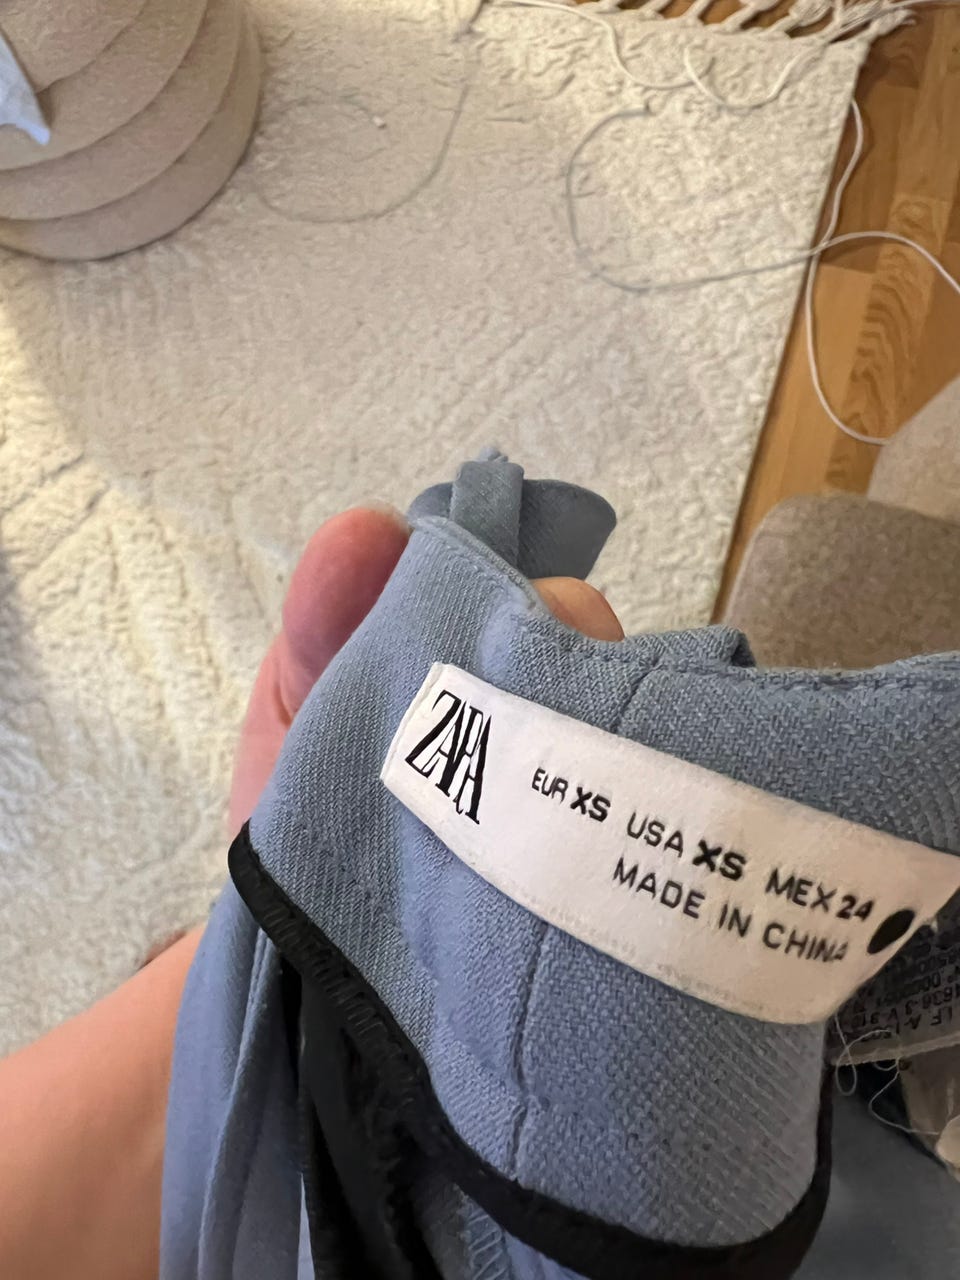 ZARA
EUR XS USA XS MEX 24
MADE IN CHINA